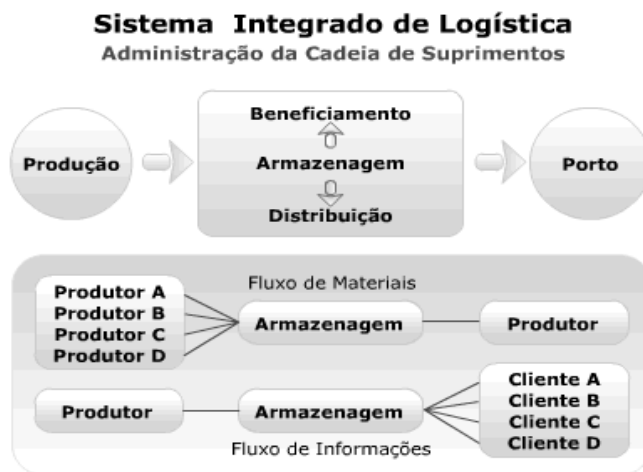 Sistema Integrado de Logística
Administração da Cadeia de Suprimentos
Produção
Beneficiamento
Armazenagem
Distribuição
Porto
Fluxo de Materiais
Produtor A
Produtor B
Produtor C
Produtor D
Armazenagem
Produtor
Produtor
Armazenagem
Cliente A
Cliente B
Cliente C
Cliente D
Fluxo de Informações